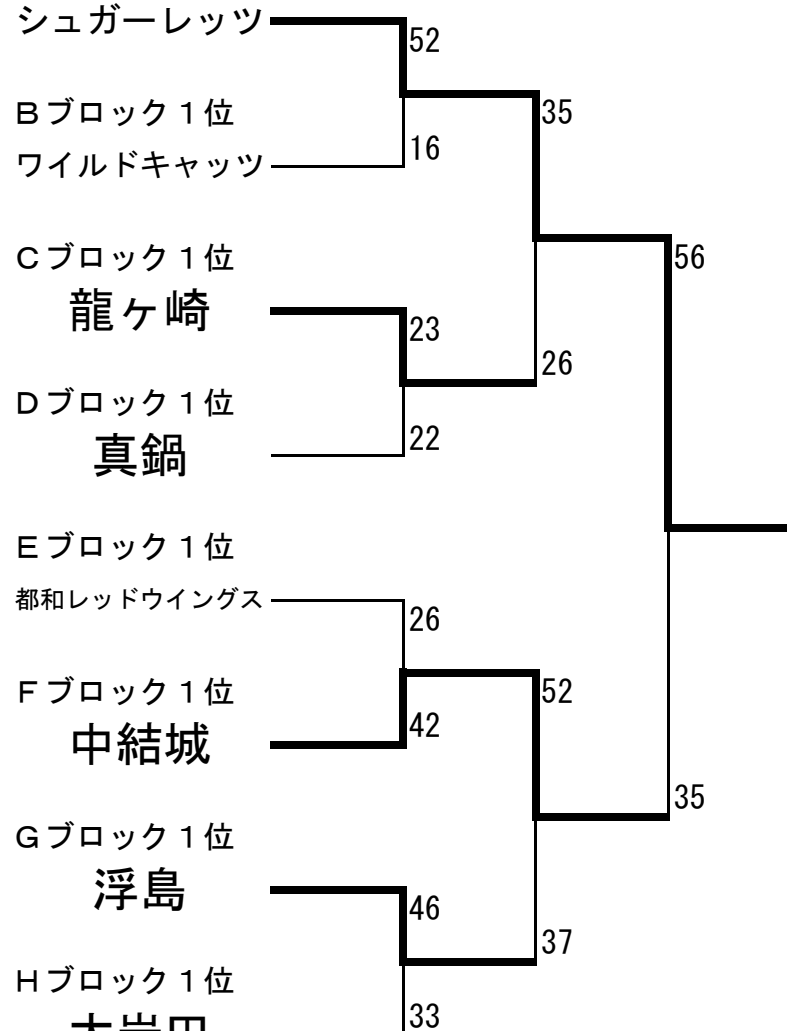 シュガーレッツ
52
Bブロック1位
35
16
ワイルドキャッツ
Cブロック1位
56
龍ヶ崎
23
26
Dブロック1位
22
真鍋
Eブロック1位
都和レッドウイングス
26
Fブロック1位
52
42
中結城
35
Gブロック1位
浮島
46
37
Hブロック1位
33